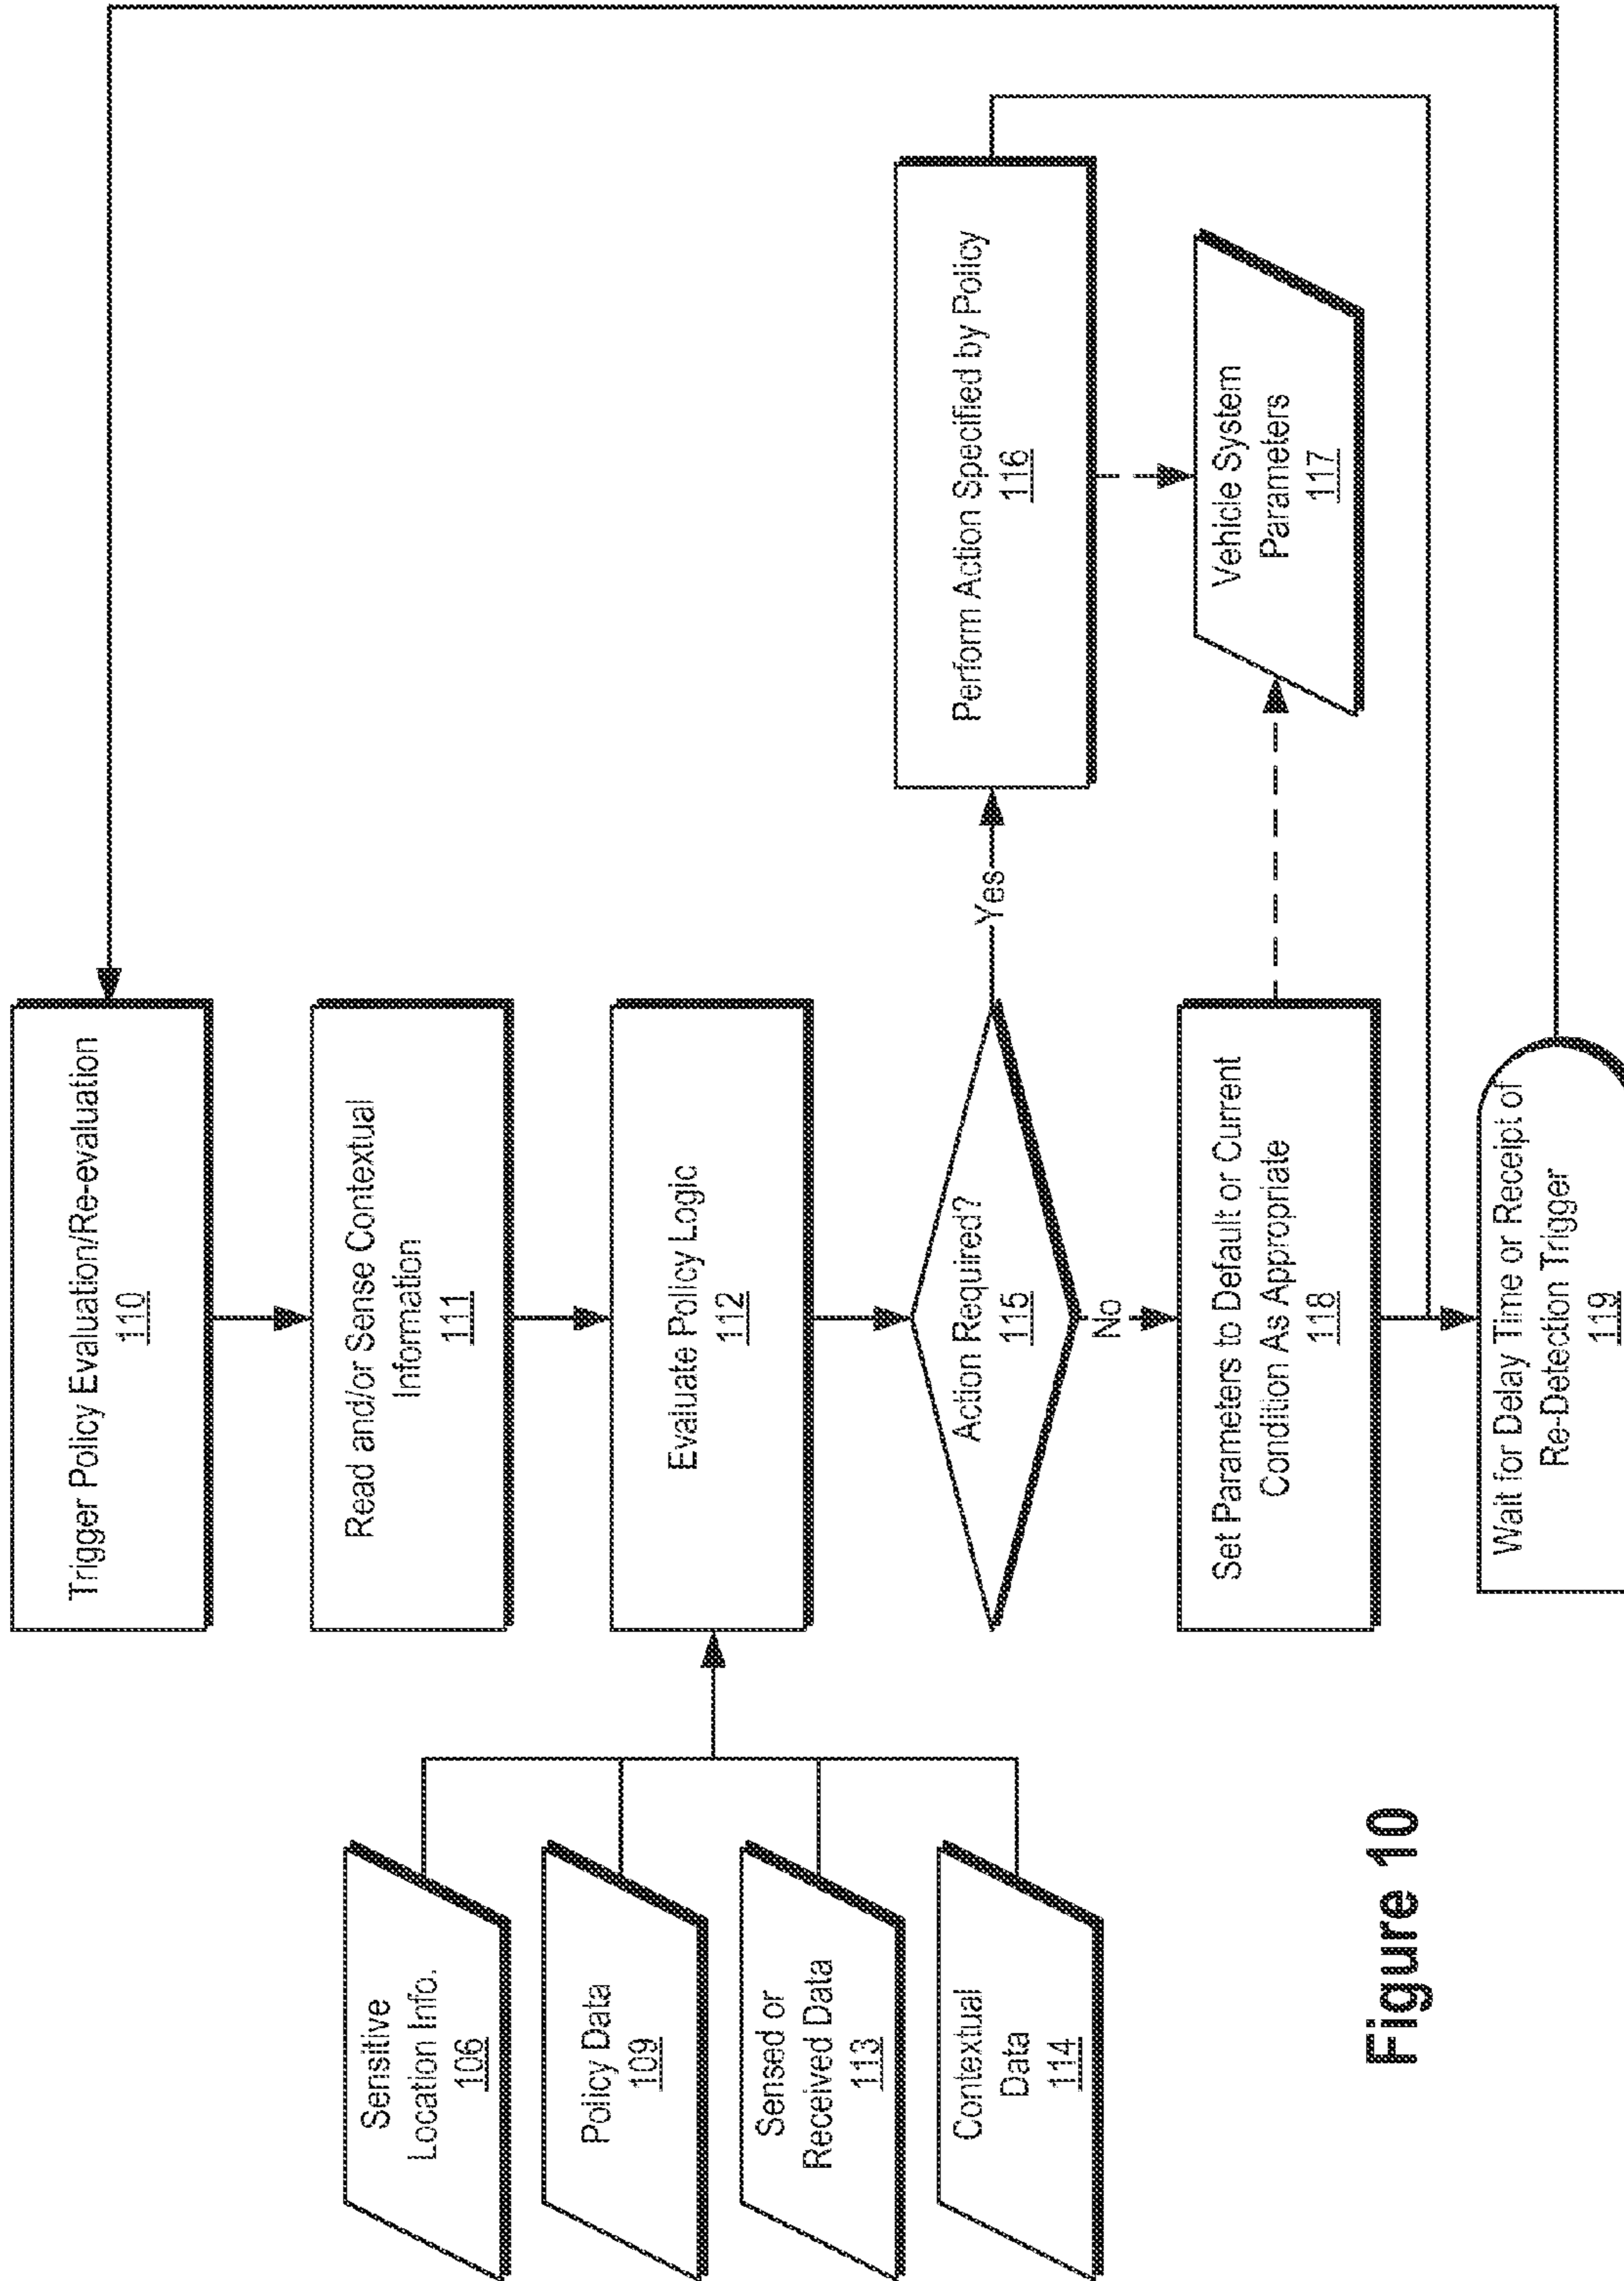 Trigger Policy Evaluation/Re-evaluation
110
Read and/or Sense Contextual
Information
111
Evaluate Policy Logic
112
Sensitive
Location Info.
106
Policy Data
109
Sensed or
Received Data
113
Contextual
Data
114
Action Required?
115
Yes
No
Perform Action Specified by Policy
116
Vehicle System
Parameters
117
Set Parameters to Default or Current
Condition As Appropriate
118
Wait for Delay Time or Receipt of
Re-Detection Trigger
119
Figure 10